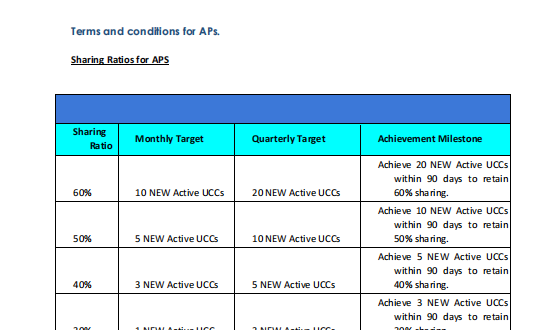 Terms and conditions for APs.
Sharing Ratios for APS
Sharing Ratio Monthly Target Quarterly Target Achievement Milestone
60% 10 NEW Active UCCs 20 NEW Active UCCs Achieve 20 NEW Active UCCs
within 90 days to retain
60% sharing.
50% 5 NEW Active UCCs 10 NEW Active UCCs Achieve 10 NEW Active UCCs
within 90 days to retain
50% sharing.
40% 3 NEW Active UCCs 5 NEW Active UCCs Achieve 5 NEW Active UCCs
within 90 days to retain
40% sharing.
Achieve 3 NEW Active UCCs
within 90 days to retain